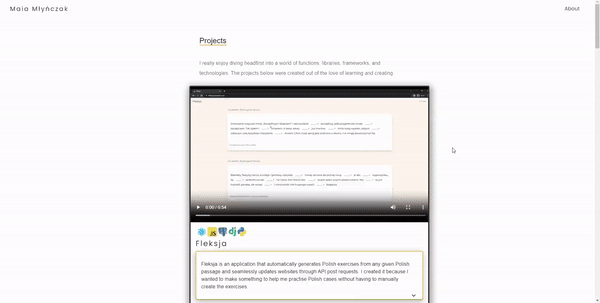 Maia Młyńczak
About
Projects
I really enjoy diving headfirst into a world of functions, libraries, frameworks, and
technologies. The projects below were created out of the love of learning and creating
Fleksja
0:00 / 0:54
JS
dj
Fleksja
Fleksja is an application that automatically generates Polish exercises from any given Polish
passage and seamlessly updates websites through API post requests. I created it because I
wanted to make something to help me practise Polish cases without having to manually
create the exercises.